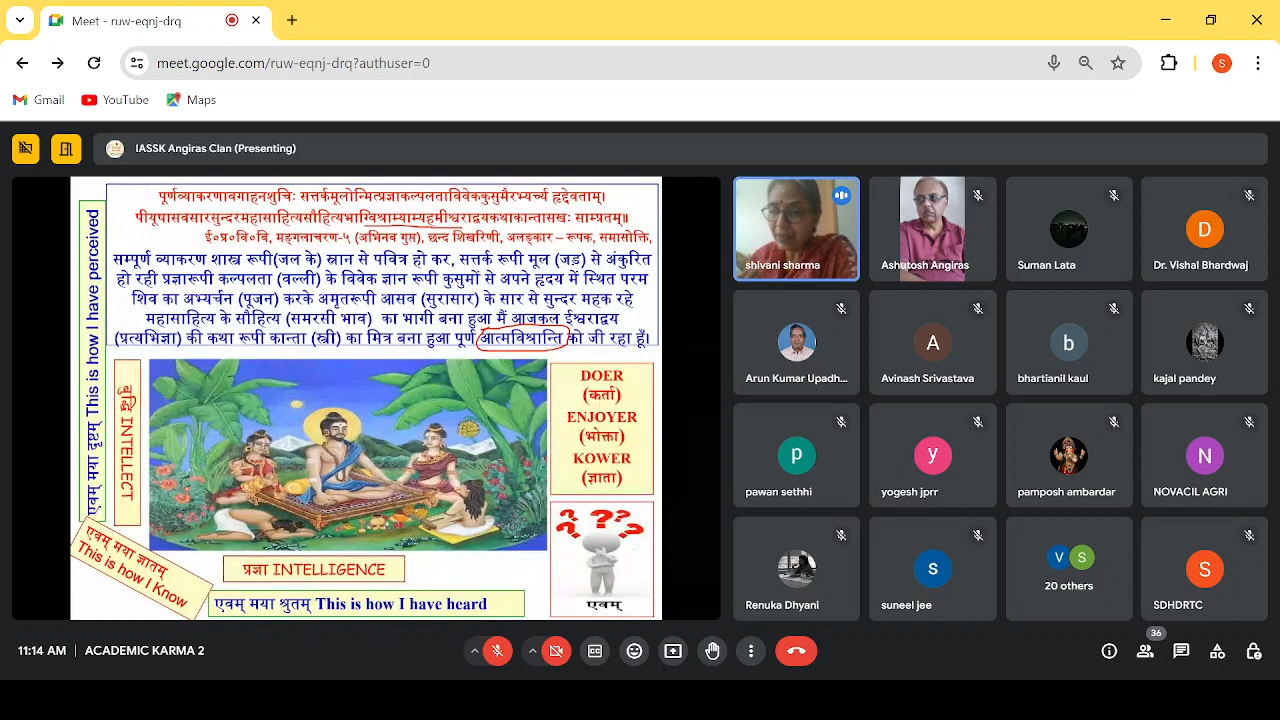 Meet - ruw-eqnj-drq
meet.google.com/ruw-eqnj-drq?authuser=0
S
Gmail
YouTube
Maps
IASSK Angiras Clan (Presenting)
पूर्णव्याकरणावगाहनशुचिः सत्तर्कमूलोन्मित्प्रज्ञाकल्पलताविवेककुसुमैरभ्यर्च्य हृद्देवताम्।
पीयूषासवसारसुन्दरमहासाहित्यसौहित्यभाग्विश्राम्याम्यहमीश्वराद्वयकथाकान्तासखः साम्प्रतम्॥
ई०प्र०वि०वि, मङ्गलाचरण-५ (अभिनव गुप्त), छन्द शिखरिणी, अलङ्कार – रूपक, समासोक्ति,
सम्पूर्ण व्याकरण शास्त्र रूपी(जल के) स्नान से पवित्र हो कर, सत्तर्क रूपी मूल (जड़) से अंकुरित
हो रही प्रज्ञारूपी कल्पलता (वल्ली) के विवेक ज्ञान रूपी कुसुमों से अपने हृदय में स्थित परम
शिव का अभ्यर्चन (पूजन) करके अमृतरूपी आसव (सुरासार) के सार से सुन्दर महक रहे
महासाहित्य के सौहित्य (समरसी भाव) का भागी बना हुआ मैं आजकल ईश्वराद्वय
(प्रत्यभिज्ञा) की कथा रूपी कान्ता (स्त्री) का मित्र बना हुआ पूर्ण आत्मविश्रान्ति को जी रहा हूँ।
एवम् मया दृष्टम् This is how I have perceived
बुद्धि INTELLECT
DOER
(कर्ता)
ENJOYER
(भोक्ता)
KOWER
(ज्ञाता)
एवम् मया ज्ञातम्
This is how I Know
प्रज्ञा INTELLIGENCE
एवम् मया श्रुतम् This is how I have heard
? ? ? ? ?
एवम्
shivani sharma
Ashutosh Angiras
Suman Lata
D
Dr. Vishal Bhardwaj
Arun Kumar Upadh...
A
Avinash Srivastava
b
bhartianil kaul
kajal pandey
p
pawan sethhi
y
yogesh jprr
pamposh ambardar
N
NOVACIL AGRI
Renuka Dhyani
s
suneel jee
V S
20 others
S
SDHDRTC
11:14 AM | ACADEMIC KARMA 2
36